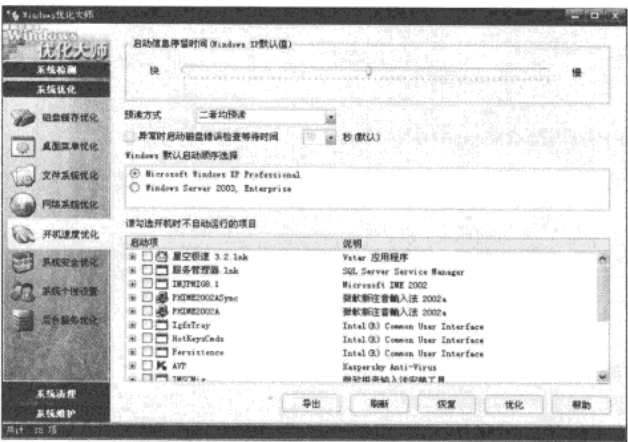 Windows优化大师
Windows
优化大师
系统检测
系统优化
磁盘缓存优化
桌面菜单优化
文件系统优化
网络系统优化
开机速度优化
系统安全优化
系统个性设置
后台服务优化
系统清理
系统维护
启动信息停留时间(Windows XP默认值)
快 慢
预读方式 二者均预读
异常时启动磁盘错误检查等待时间 10 秒(默认)
Windows 默认启动顺序选择
Microsoft Windows XP Professional
Windows Server 2003, Enterprise
请勾选开机时不自动运行的项目
启动项 说明
星空极速 3.2.lnk Vstar 应用程序
服务管理器.lnk SQL Server Service Manager
IMJPMIG8.1 Microsoft IME 2002
PHIME2002ASync 微軟新注音輸入法 2002a
PHIME2002A 微軟新注音輸入法 2002a
IgfxTray Intel(R) Common User Interface
HotKeysCmds Intel(R) Common User Interface
Persistence Intel(R) Common User Interface
AVP Kaspersky Anti-Virus
导出 刷新 恢复 优化 帮助
共计: 18 项